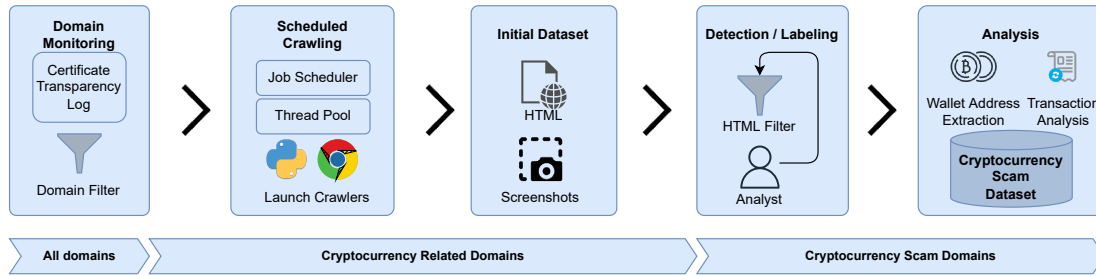 Domain
Monitoring
Certificate
Transparency
Log
Domain Filter
Scheduled
Crawling
Job Scheduler
Thread Pool
Launch Crawlers
Initial Dataset
HTML
Screenshots
Detection / Labeling
HTML Filter
Analyst
Analysis
Wallet Address
Extraction
Transaction
Analysis
Cryptocurrency
Scam
Dataset
All domains
Cryptocurrency Related Domains
Cryptocurrency Scam Domains